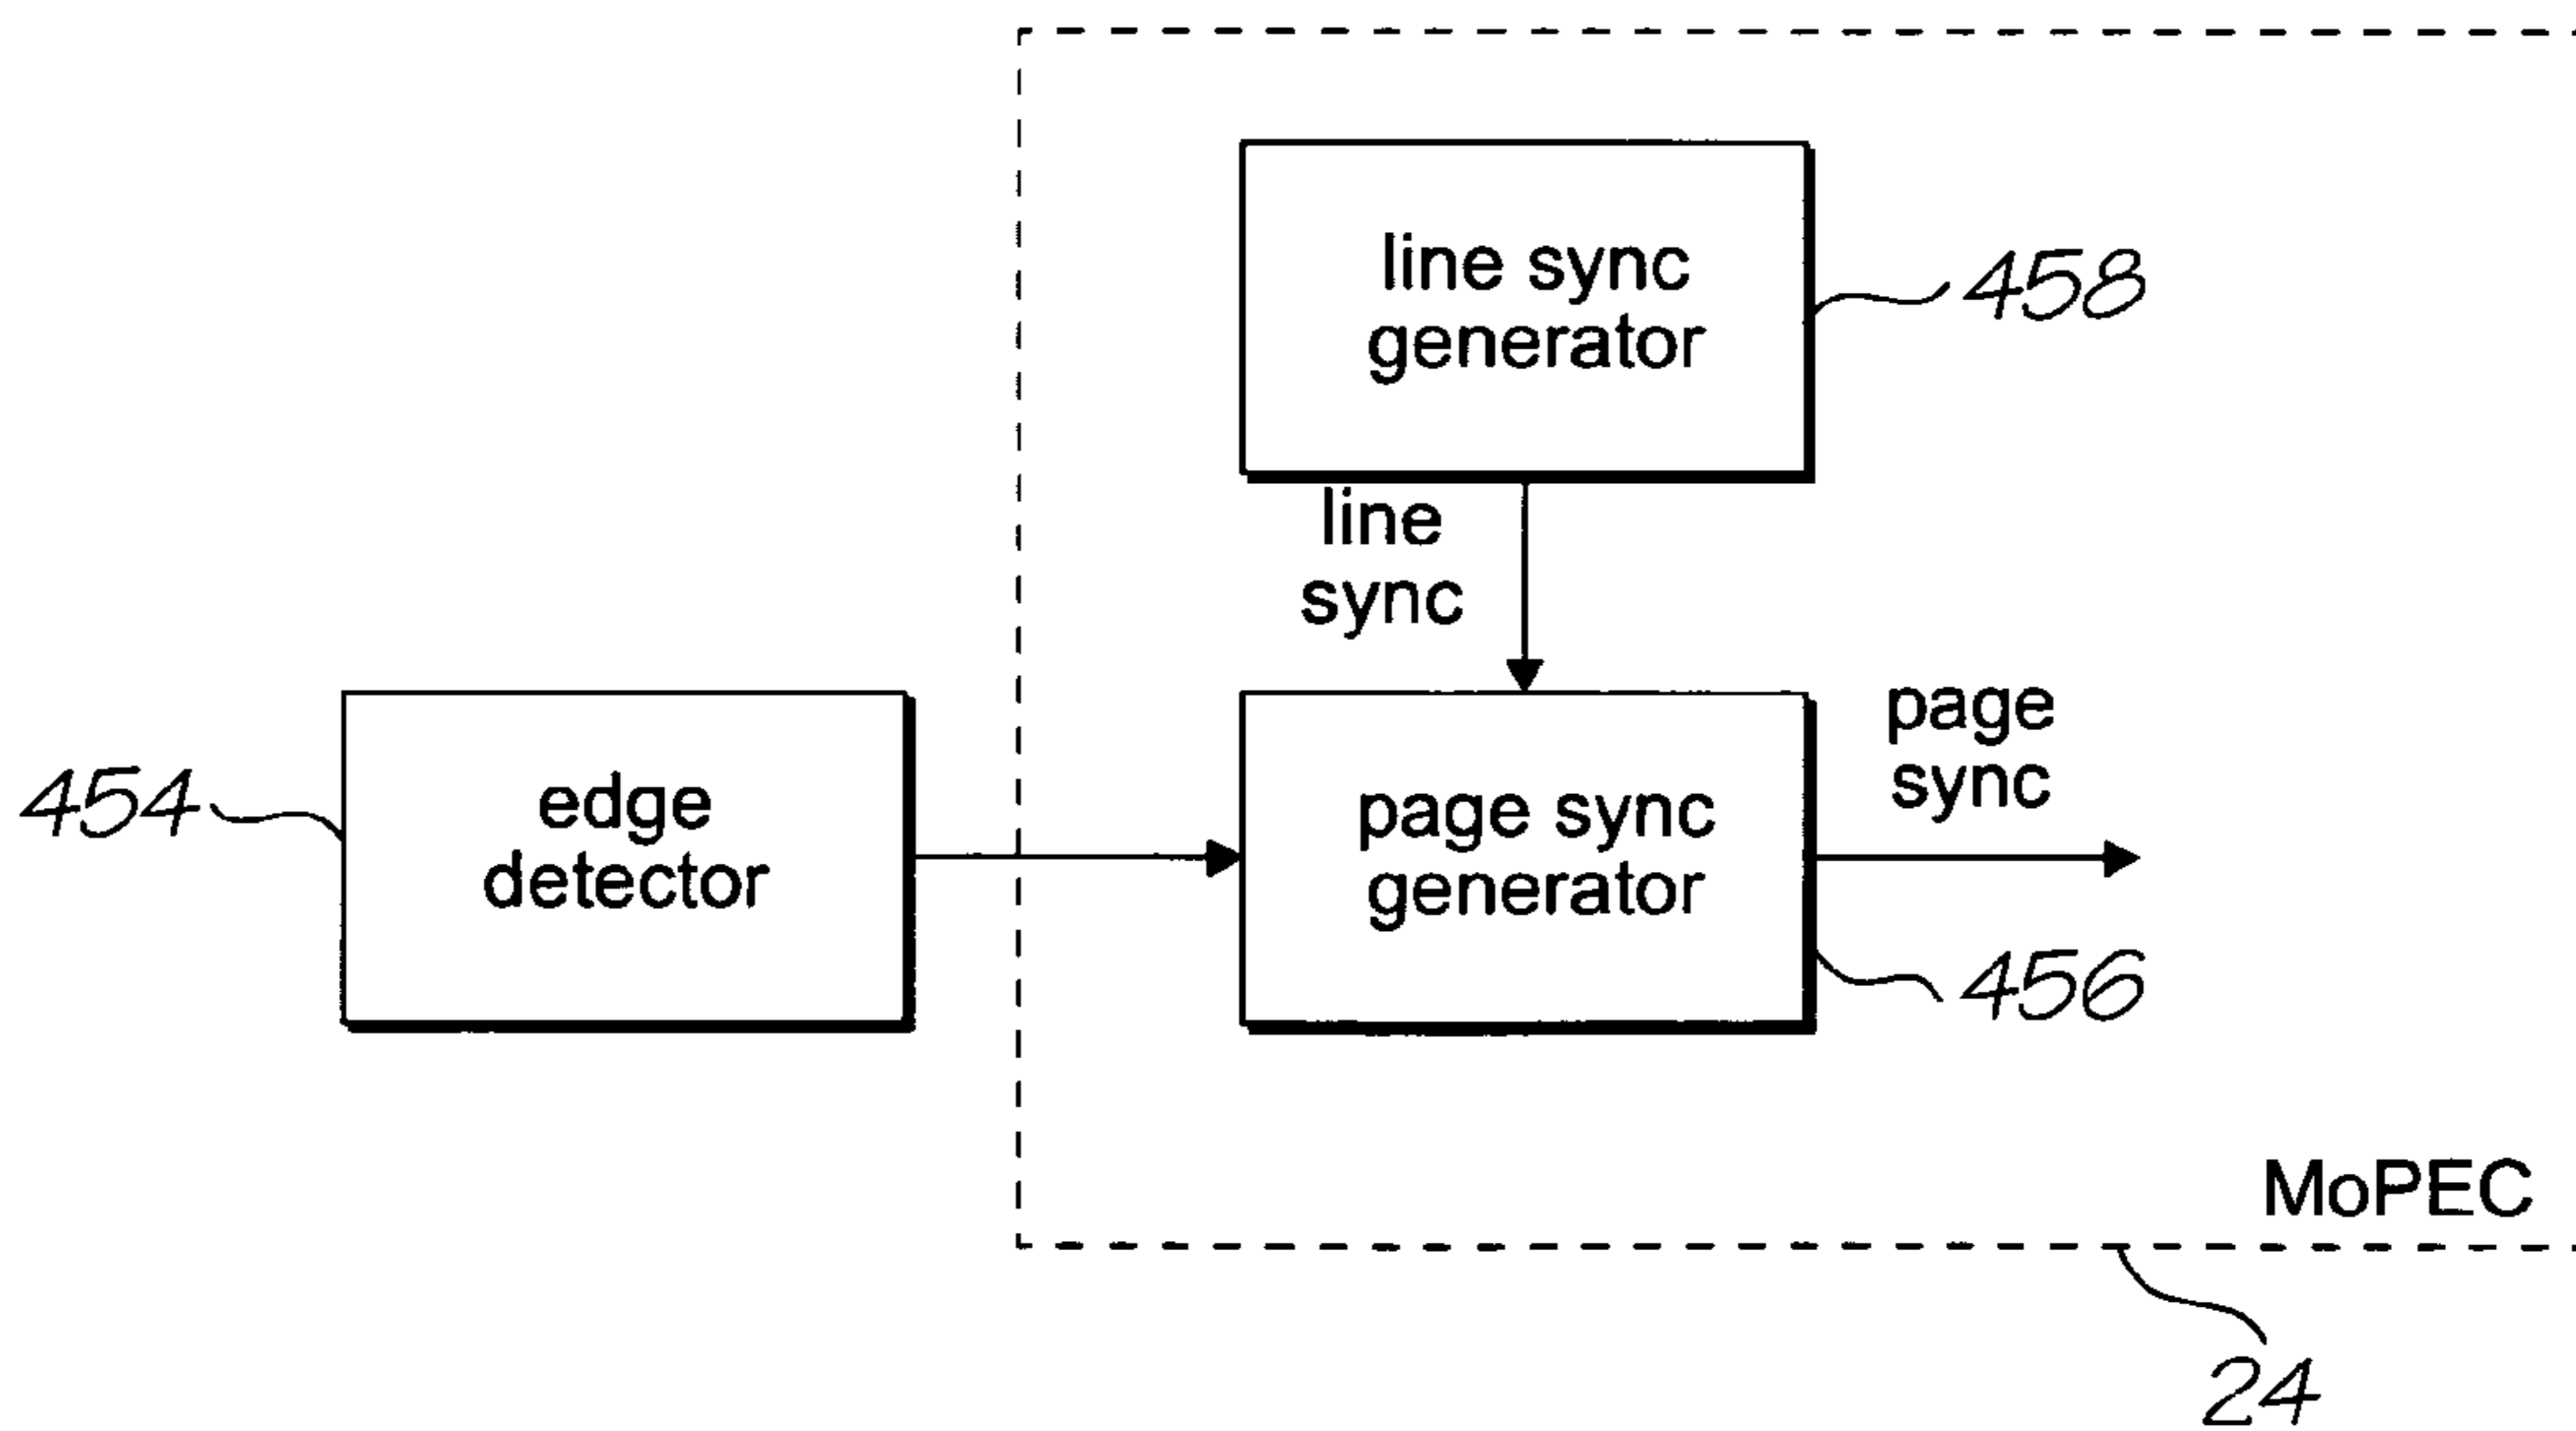 line sync
generator
458
line
sync
454
edge
detector
page sync
generator
page
sync
456
MoPEC
24